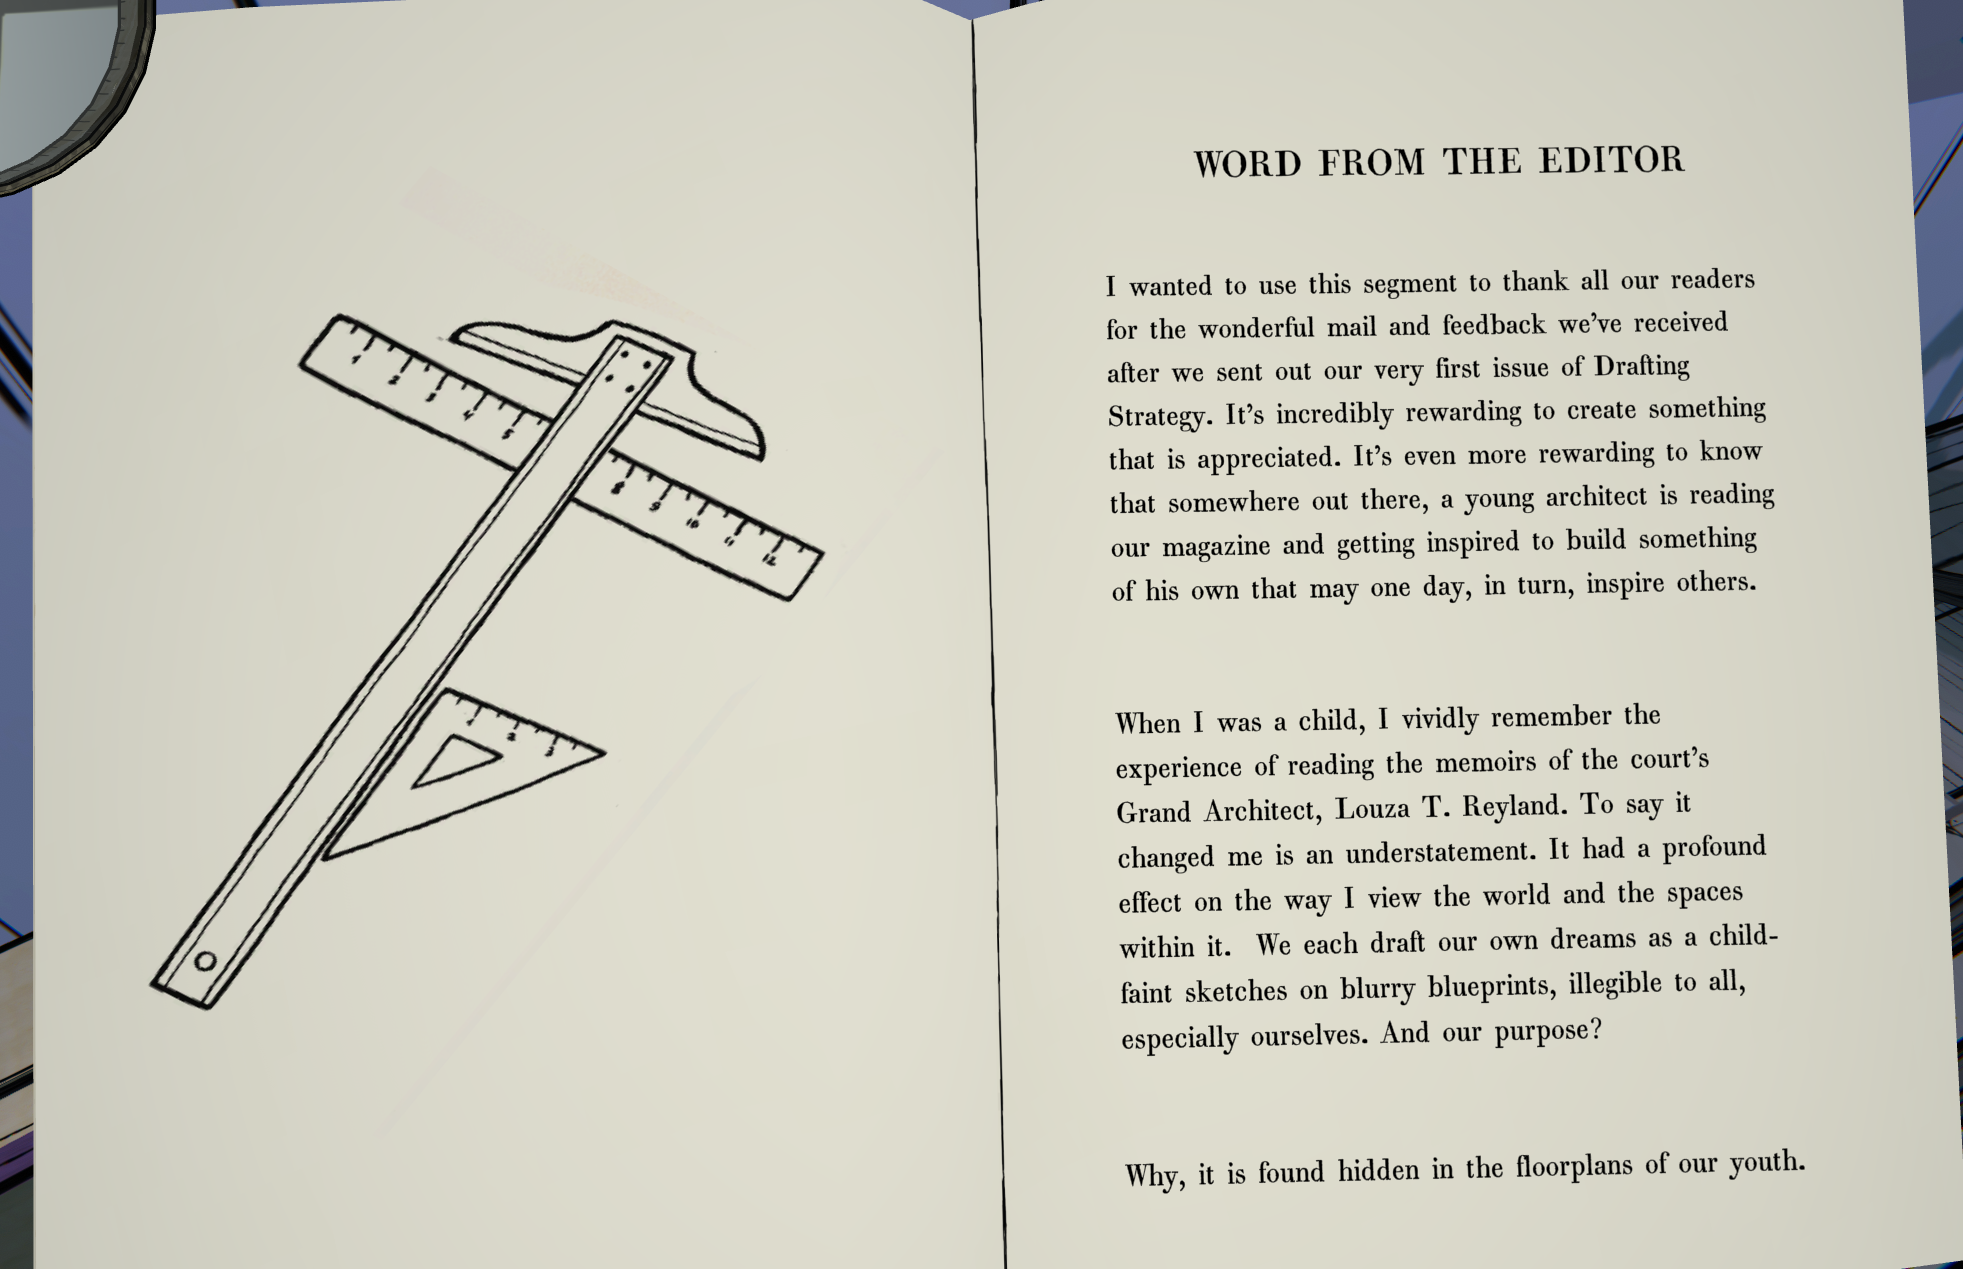 1
2
3
4
5
8
9
10
11
12
1
2
3
WORD FROM THE EDITOR
I wanted to use this segment to thank all our readers
for the wonderful mail and feedback we've received
after we sent out our very first issue of Drafting
Strategy. It's incredibly rewarding to create something
that is appreciated. It's even more rewarding to know
that somewhere out there, a young architect is reading
our magazine and getting inspired to build something
of his own that may one day, in turn, inspire others.
When I was a child, I vividly remember the
experience of reading the memoirs of the court's
Grand Architect, Louza T. Reyland. To say it
changed me is an understatement. It had a profound
effect on the way I view the world and the spaces
within it.  We each draft our own dreams as a child-
faint sketches on blurry blueprints, illegible to all,
especially ourselves. And our purpose?
Why, it is found hidden in the floorplans of our youth.